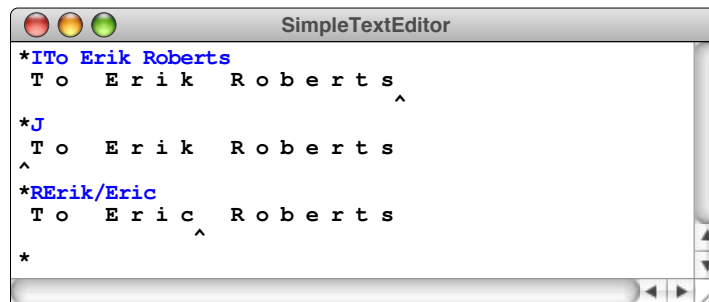 SimpleTextEditor
*ITo Erik Roberts
T o   E r i k   R o b e r t s
^
*J
T o   E r i k   R o b e r t s
^
*RErik/Eric
T o   E r i c   R o b e r t s
^
*